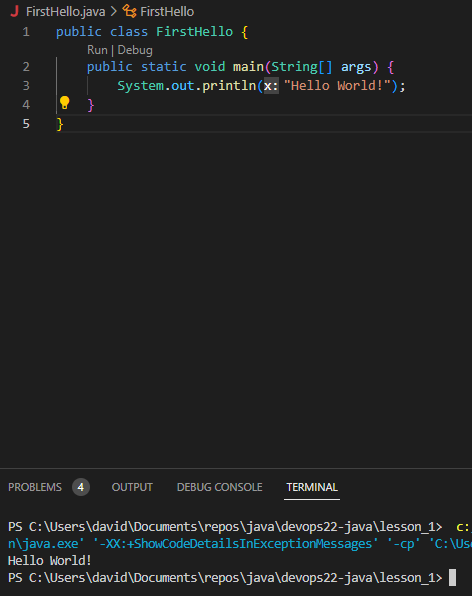 J FirstHello.java > FirstHello
1 public class FirstHello {
Run | Debug
2 public static void main(String[] args) {
3 System.out.println(x: "Hello World!");
4 }
5 }
PROBLEMS 4 OUTPUT DEBUG CONSOLE TERMINAL
PS C:\Users\david\Documents\repos\java\devops22-java\lesson_1> c:
n\java.exe' '-XX:+ShowCodeDetailsInExceptionMessages' '-cp' 'C:\Use
Hello World!
PS C:\Users\david\Documents\repos\java\devops22-java\lesson_1>